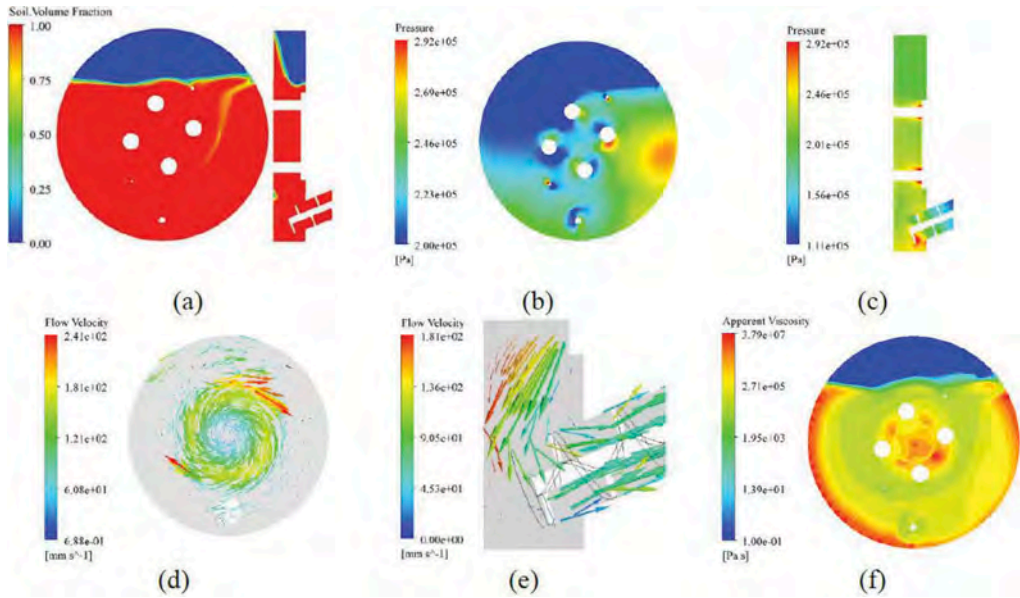 Soil.Volume Fraction
1.00
0.75
0.50
0.25
0.00
(a)
Pressure
2.92e+05
2.69e+05
2.46e+05
2.23e+05
2.00e+05
[Pa]
(b)
Pressure
2.92e+05
2.46e+05
2.01e+05
1.56e+05
1.11e+05
[Pa]
(c)
Flow Velocity
2.41e+02
1.81e+02
1.21e+02
6.08e+01
6.88e-01
[mm s^-1]
(d)
Flow Velocity
1.81e+02
1.36e+02
9.05e+01
4.53e+01
0.00e+00
[mm s^-1]
(e)
Apparent Viscosity
3.79e+07
2.71e+05
1.95e+03
1.39e+01
1.00e-01
[Pa s]
(f)